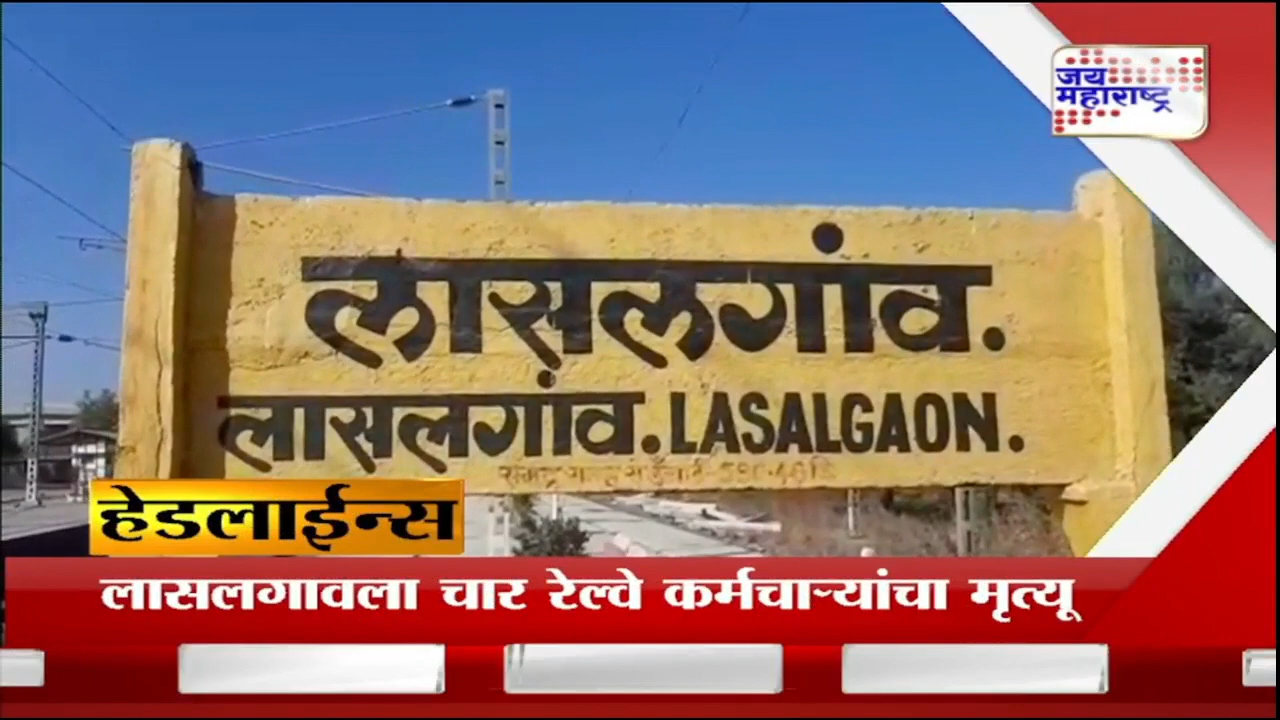 जय
महाराष्ट्र
लासलगांव.
लासलगांव. LASALGAON.
हेडलाईन्स
लासलगावला चार रेल्वे कर्मचाऱ्यांचा मृत्यू